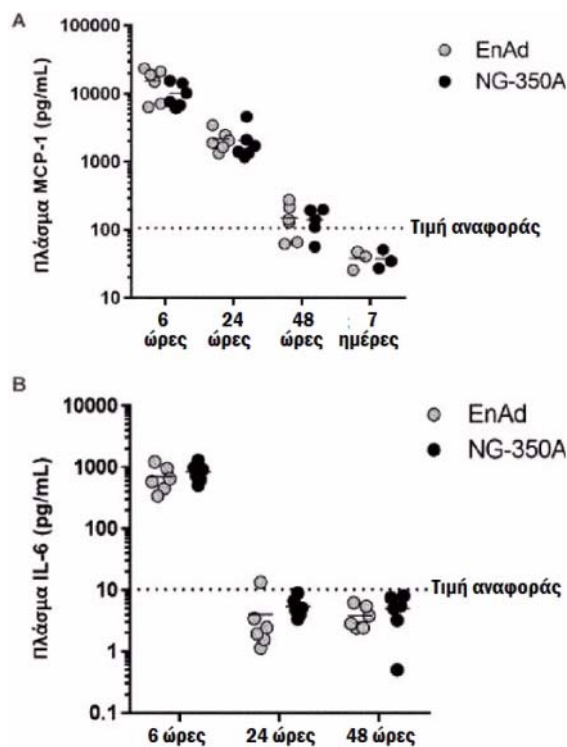 A
EnAd
NG-350A
Πλάσμα MCP-1 (pg/mL)
100000
10000
1000
100
10
Τιμή αναφοράς
6 ώρες
24 ώρες
48 ώρες
7 ημέρες
B
EnAd
NG-350A
Πλάσμα IL-6 (pg/mL)
10000
1000
100
10
1
0.1
Τιμή αναφοράς
6 ώρες
24 ώρες
48 ώρες